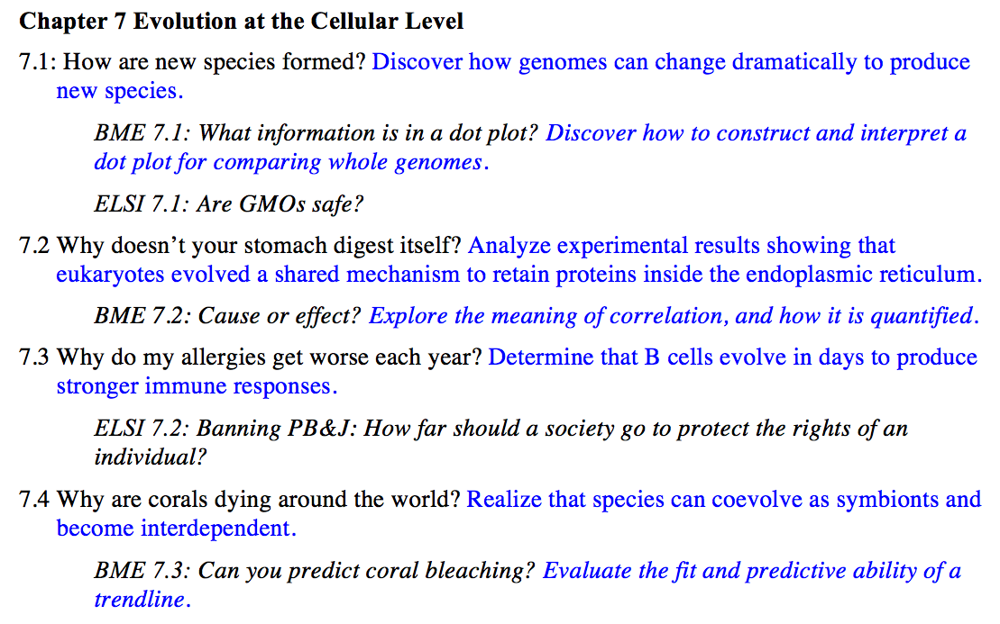 Chapter 7 Evolution at the Cellular Level
7.1: How are new species formed? Discover how genomes can change dramatically to produce
new species.
BME 7.1: What information is in a dot plot? Discover how to construct and interpret a
dot plot for comparing whole genomes.
ELSI 7.1: Are GMOs safe?
7.2 Why doesn’t your stomach digest itself? Analyze experimental results showing that
eukaryotes evolved a shared mechanism to retain proteins inside the endoplasmic reticulum.
BME 7.2: Cause or effect? Explore the meaning of correlation, and how it is quantified.
7.3 Why do my allergies get worse each year? Determine that B cells evolve in days to produce
stronger immune responses.
ELSI 7.2: Banning PB&J: How far should a society go to protect the rights of an
individual?
7.4 Why are corals dying around the world? Realize that species can coevolve as symbionts and
become interdependent.
BME 7.3: Can you predict coral bleaching? Evaluate the fit and predictive ability of a
trendline.